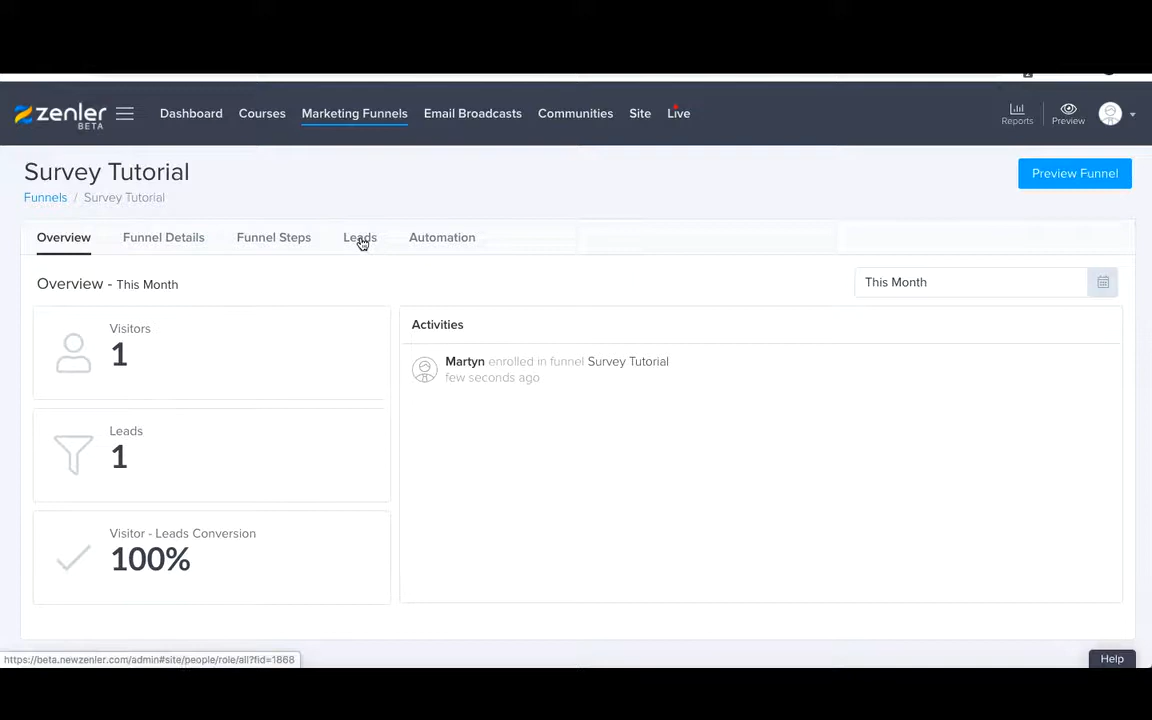 zenler
BETA
Dashboard
Courses
Marketing Funnels
Email Broadcasts
Communities
Site
Live
Reports
Preview
Survey Tutorial
Funnels / Survey Tutorial
Preview Funnel
Overview
Funnel Details
Funnel Steps
Leads
Automation
Overview - This Month
This Month
Visitors
1
Leads
1
Visitor - Leads Conversion
100%
Activities
Martyn enrolled in funnel Survey Tutorial
few seconds ago
https://beta.newzenler.com/admin#site/people/role/all?fid=1868
Help